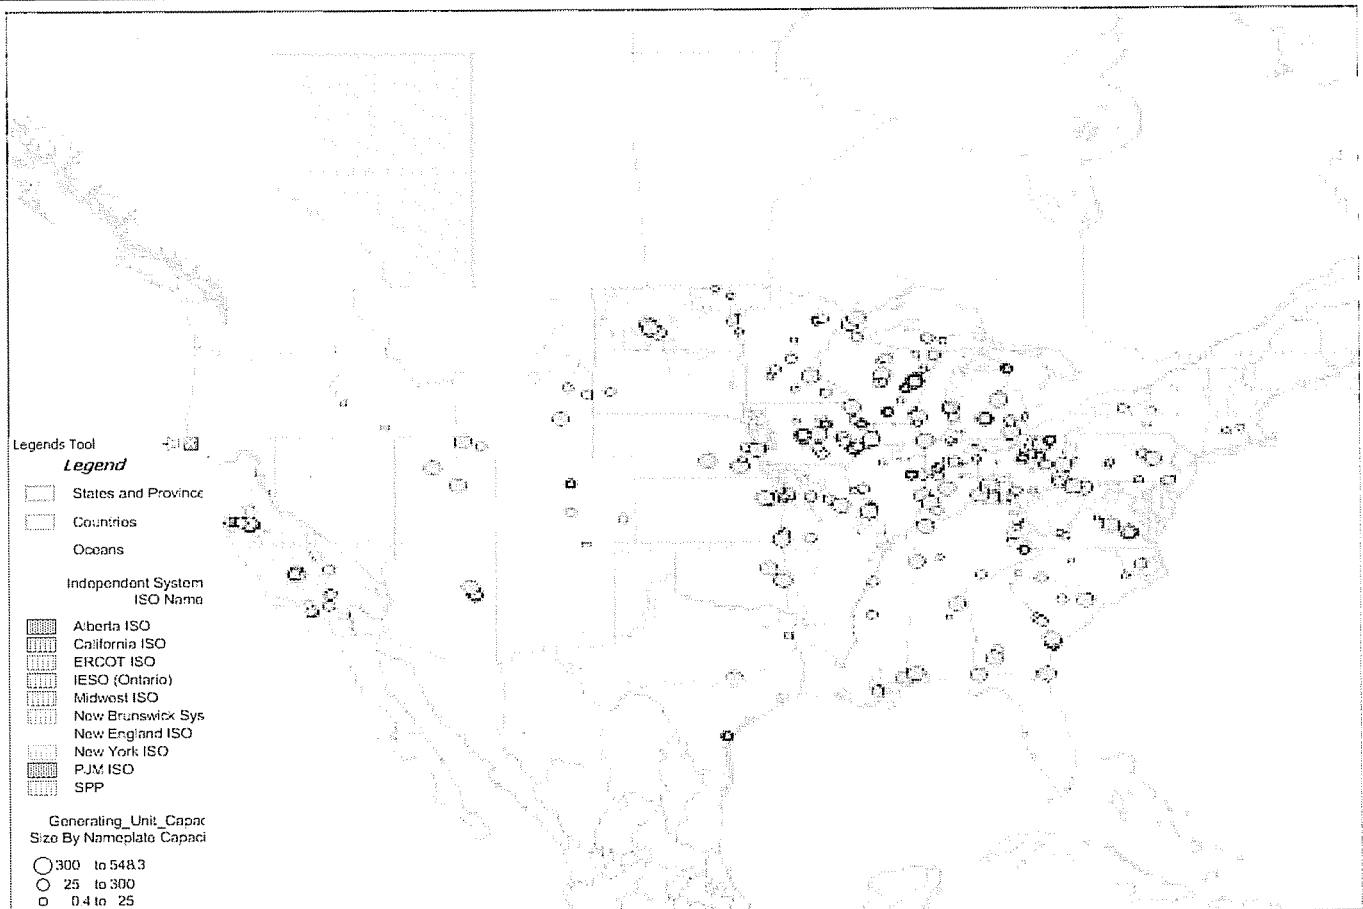 Legends Tool
Legend
States and Province
Countries
Oceans
Independent System
ISO Name
Alberta ISO
California ISO
ERCOT ISO
IESO (Ontario)
Midwest ISO
New Brunswick Sys
New England ISO
New York ISO
PJM ISO
SPP
Generating_Unit_Capac
Size By Nameplate Capaci
300 to 548.3
25 to 300
0.4 to 25